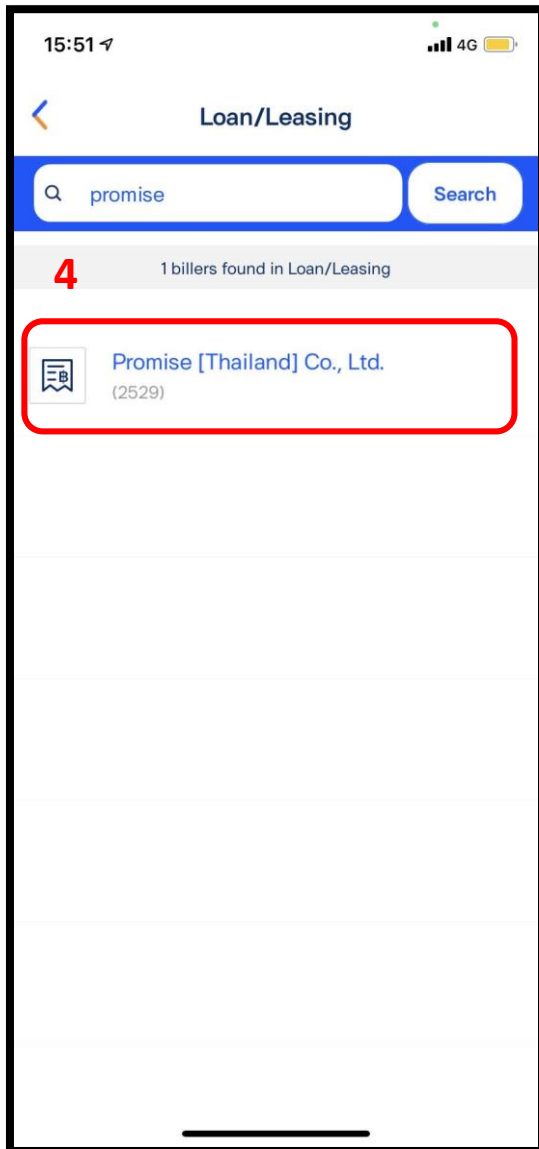 15:51 4G
Loan/Leasing
promise Search
4 1 billers found in Loan/Leasing
Promise [Thailand] Co., Ltd.
(2529)